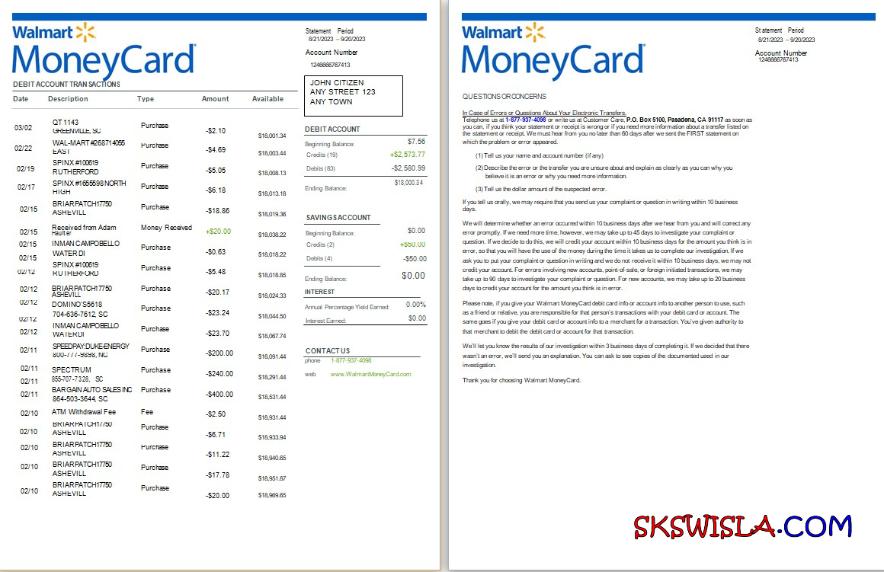 Walmart
MoneyCard
Statement Period
8/21/2023 – 9/20/2023
Account Number
DEBIT ACCOUNT TRANSACTIONS
Date Description Type Amount Available
03/02 QT 1143 Purchase -$2.10 $18,001.34
GREENVILLE, SC
02/22 WAL-MART #268714055 Purchase -$4.69 $18,003.44
EAST
02/19 SPINX #100619 Purchase -$5.05 $18,008.13
RUTHERFORD
02/17 SPINX #1655598 NORTH Purchase -$6.18 $18,013.18
HIGH
02/15 BRIARPATCH17750 Purchase -$18.86 $18,019.36
ASHEVILL
02/15 Received from Adam Money Received +$20.00 $18,038.22
02/15 INMAN CAMPOBELLO Purchase -$0.63 $18,018.22
02/15 WATER DI
02/12 SPINX #100619 Purchase -$5.48 $18,018.85
RUTHERFORD
02/12 BRIARPATCH17750 Purchase -$20.17 $18,024.33
ASHEVILL
02/12 DOMINO'S 5618 Purchase -$23.24 $18,044.50
704-636-7612, SC
02/12
02/12 INMAN CAMPOBELLO Purchase -$23.70 $18,067.74
WATER DI
02/11 SPEEDPAY:DUKE-ENERGY Purchase -$200.00 $18,091.44
800-777-9898, NC
02/11 SPECTRUM Purchase -$240.00 $18,291.44
02/11 855-707-7328, SC
02/11 BARGAIN AUTO SALES INC Purchase -$400.00 $18,531.44
864-503-3644, SC
02/10 ATM Withdrawal Fee Fee -$2.50 $18,931.44
02/10 BRIARPATCH17750 Purchase -$6.71 $18,933.94
ASHEVILL
02/10 BRIARPATCH17750 Purchase -$11.22 $18,940.65
ASHEVILL
02/10 BRIARPATCH17750 Purchase -$17.78 $18,951.87
ASHEVILL
02/10 BRIARPATCH17750 Purchase -$20.00 $18,969.65
ASHEVILL
JOHN CITIZEN
ANY STREET 123
ANY TOWN
DEBIT ACCOUNT
Beginning Balance: $7.56
Credits (19) +$2,573.77
Debits (83) -$2,580.99
Ending Balance: $18,000.34
SAVINGS ACCOUNT
Beginning Balance: $0.00
Credits (2) +$50.00
Debits (4) -$50.00
Ending Balance: $0.00
INTEREST
Annual Percentage Yield Earned: 0.00%
Interest Earned: $0.00
CONTACT US
phone 1-877-937-4098
web www.WalmartMoneyCard.com
Walmart
MoneyCard
Statement Period
8/21/2023 – 9/20/2023
Account Number
QUESTIONS OR CONCERNS
In Case of Errors or Questions About Your Electronic Transfers,
Telephone us at 1-877-937-4098 or write us at Customer Care, P.O. Box 5100, Pasadena, CA 91117 as soon as
you can, if you think your statement or receipt is wrong or if you need more information about a transfer listed on
the statement or receipt. We must hear from you no later than 60 days after we sent the FIRST statement on
which the problem or error appeared.
(1) Tell us your name and account number (if any)
(2) Describe the error or the transfer you are unsure about and explain as clearly as you can why you
believe it is an error or why you need more information.
(3) Tell us the dollar amount of the suspected error.
If you tell us orally, we may require that you send us your complaint or question in writing within 10 business
days.
We will determine whether an error occurred within 10 business days after we hear from you and will correct any
error promptly. If we need more time, however, we may take up to 45 days to investigate your complaint or
question. If we decide to do this, we will credit your account within 10 business days for the amount you think is in
error, so that you will have the use of the money during the time it takes us to complete our investigation. If we
ask you to put your complaint or question in writing and we do not receive it within 10 business days, we may not
credit your account. For errors involving new accounts, point-of-sale, or foreign initiated transactions, we may
take up to 90 days to investigate your complaint or question. For new accounts, we may take up to 20 business
days to credit your account for the amount you think is in error.
Please note, if you give your Walmart MoneyCard debit card info or account info to another person to use, such
as a friend or relative, you are responsible for that person's transactions with your debit card or account. The
same goes if you give your debit card or account info to a merchant for a transaction. You've given authority to
that merchant to debit the debit card or account for that transaction.
We'll let you know the results of our investigation within 3 business days of completing it. If we decided that there
wasn't an error, we'll send you an explanation. You can ask to see copies of the documented used in our
investigation.
Thank you for choosing Walmart MoneyCard.
SKSWISLA.COM